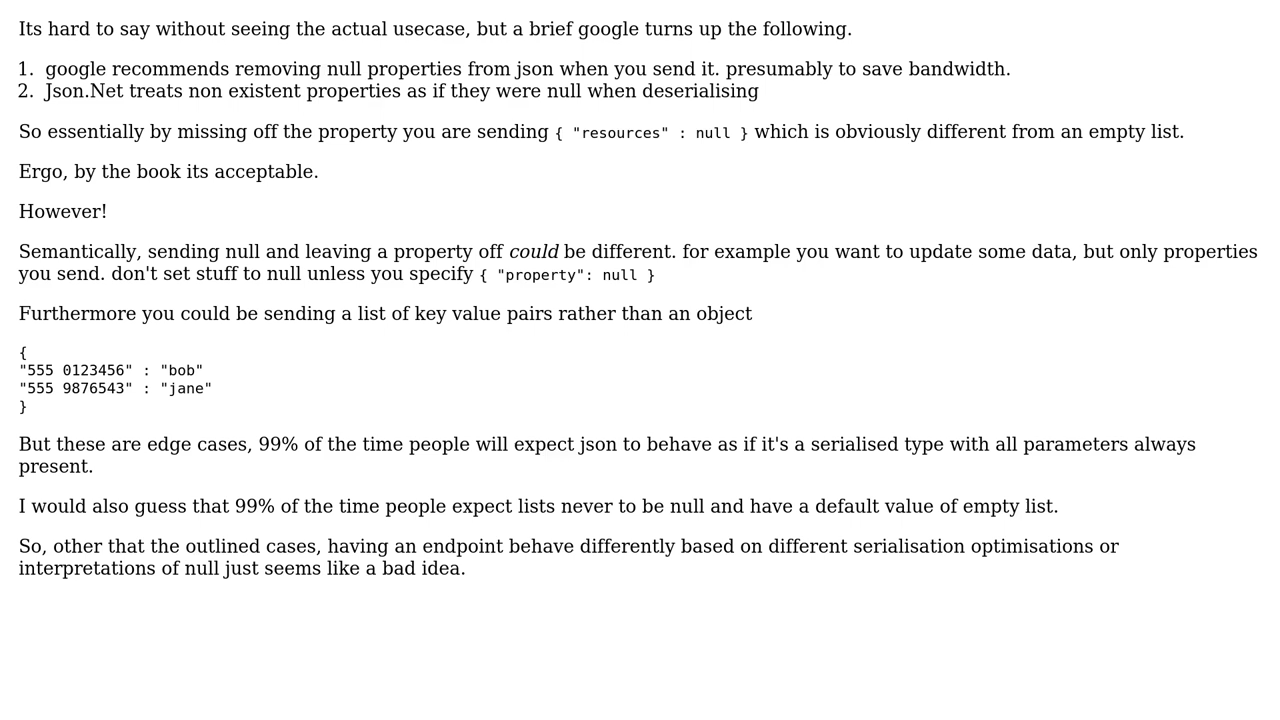 Its hard to say without seeing the actual usecase, but a brief google turns up the following.
1. google recommends removing null properties from json when you send it. presumably to save bandwidth.
2. Json.Net treats non existent properties as if they were null when deserialising
So essentially by missing off the property you are sending { "resources" : null } which is obviously different from an empty list.
Ergo, by the book its acceptable.
However!
Semantically, sending null and leaving a property off could be different. for example you want to update some data, but only properties
you send. don't set stuff to null unless you specify { "property": null }
Furthermore you could be sending a list of key value pairs rather than an object
{
"555 0123456" : "bob"
"555 9876543" : "jane"
}
But these are edge cases, 99% of the time people will expect json to behave as if it's a serialised type with all parameters always
present.
I would also guess that 99% of the time people expect lists never to be null and have a default value of empty list.
So, other that the outlined cases, having an endpoint behave differently based on different serialisation optimisations or
interpretations of null just seems like a bad idea.